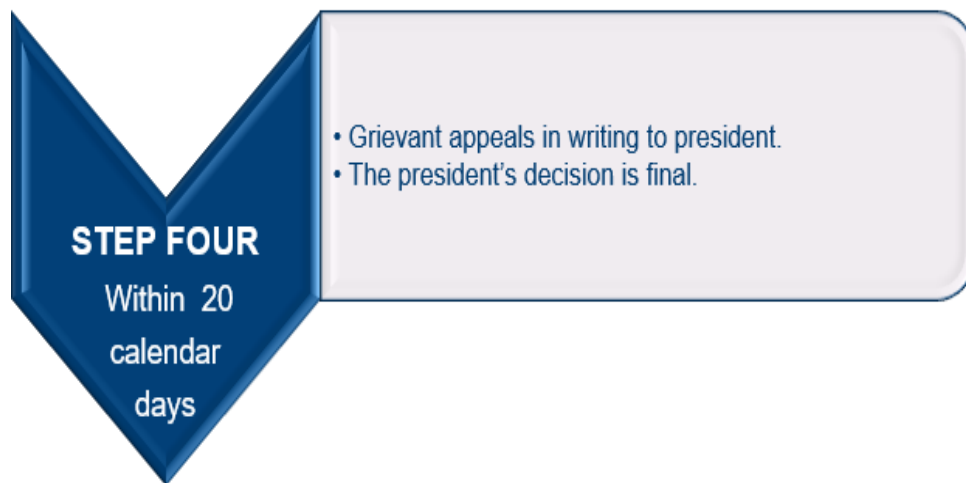 STEP FOUR
Within 20
calendar
days
• Grievant appeals in writing to president.
• The president's decision is final.